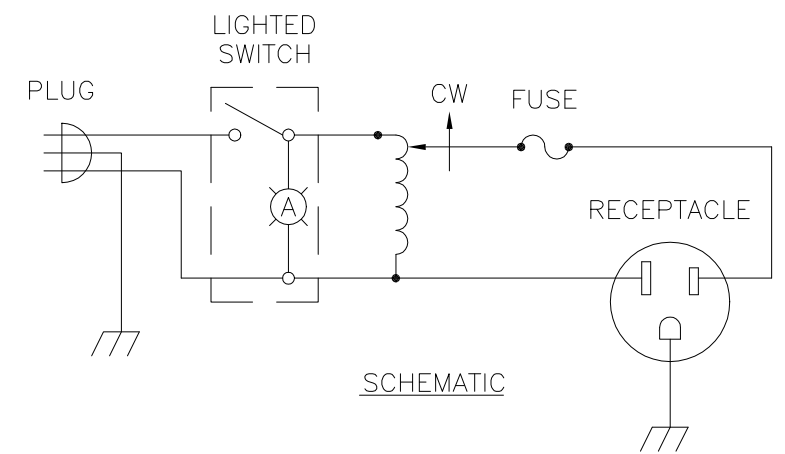 LIGHTED
SWITCH
PLUG
CW
FUSE
A
RECEPTACLE
SCHEMATIC